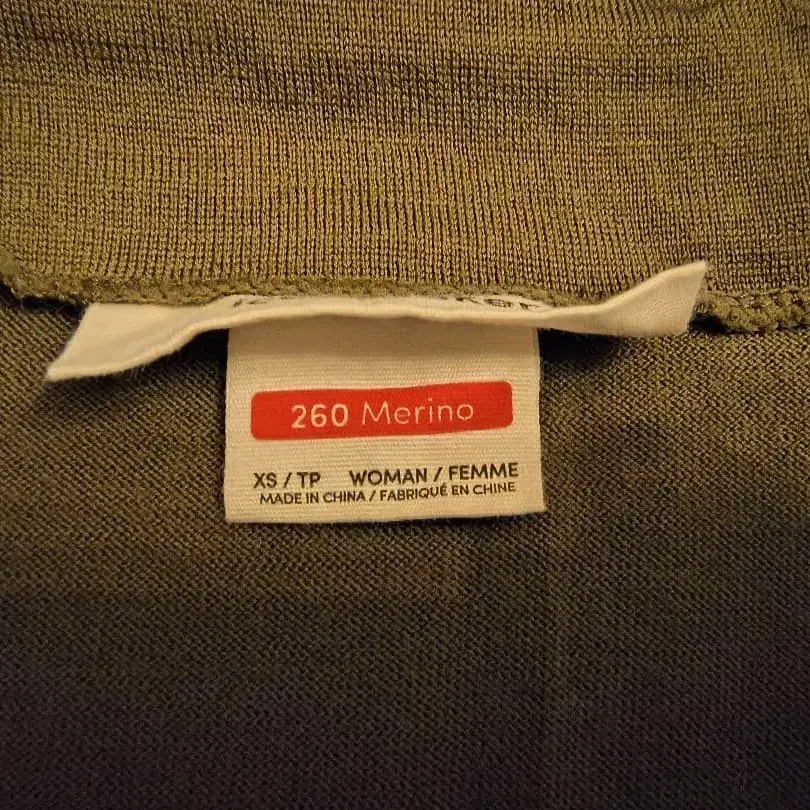 260 Merino
XS / TP WOMAN / FEMME
MADE IN CHINA / FABRIQUÉ EN CHINE